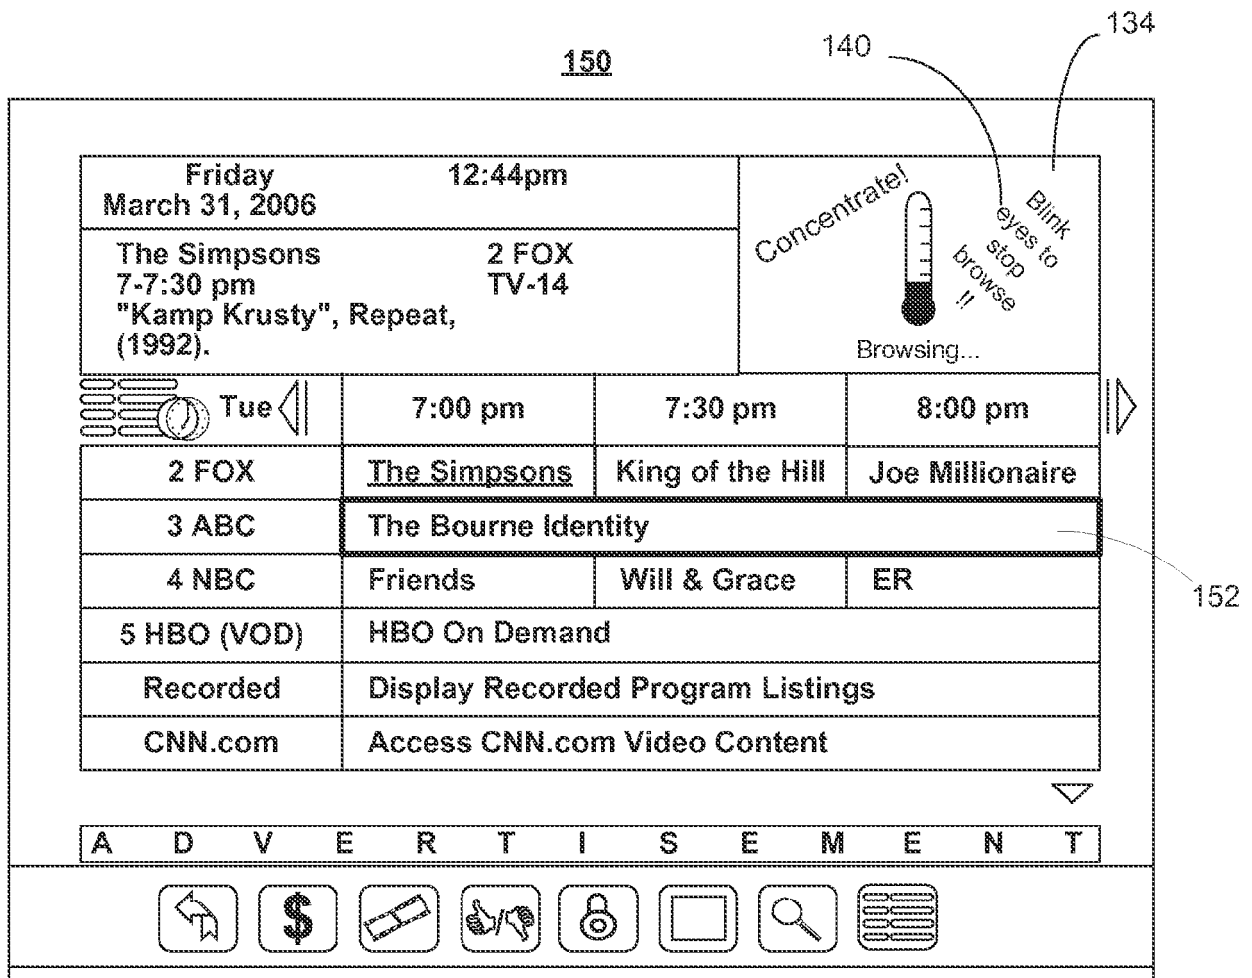 134
140
150
Friday 12:44pm
March 31, 2006
The Simpsons 2 FOX
7-7:30 pm TV-14
"Kamp Krusty", Repeat,
(1992).
Concentrate!
Blink
eyes to
stop
browse
!!
Browsing...
Tue 7:00 pm 7:30 pm 8:00 pm
2 FOX The Simpsons King of the Hill Joe Millionaire
3 ABC The Bourne Identity
152
4 NBC Friends Will & Grace ER
5 HBO (VOD) HBO On Demand
Recorded Display Recorded Program Listings
CNN.com Access CNN.com Video Content
A D V E R T I S E M E N T
$